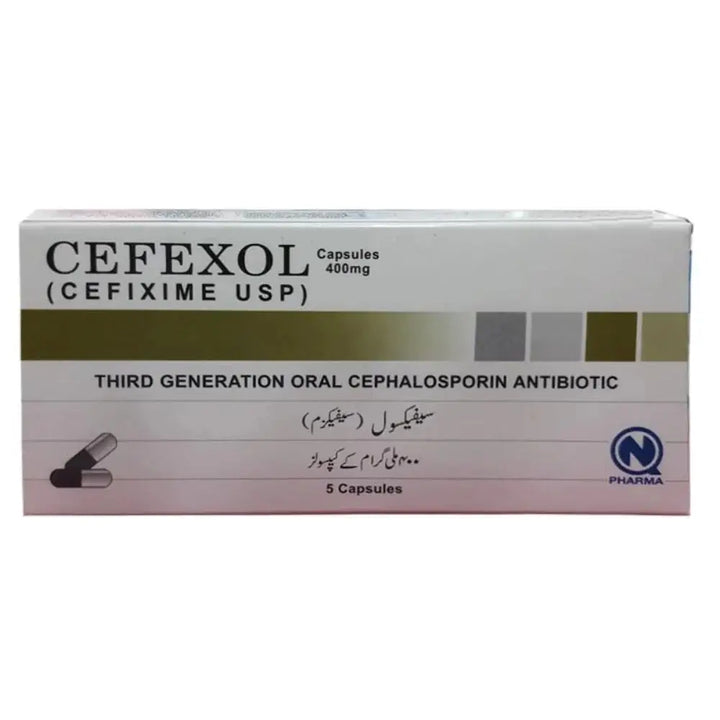 CEFEXOL Capsules 400mg
(CEFIXIME USP)
THIRD GENERATION ORAL CEPHALOSPORIN ANTIBIOTIC
سیفیکسول (سیفیکزم)
۴۰۰ ملی گرام کے کیپسولز
5 Capsules
NQ
PHARMA